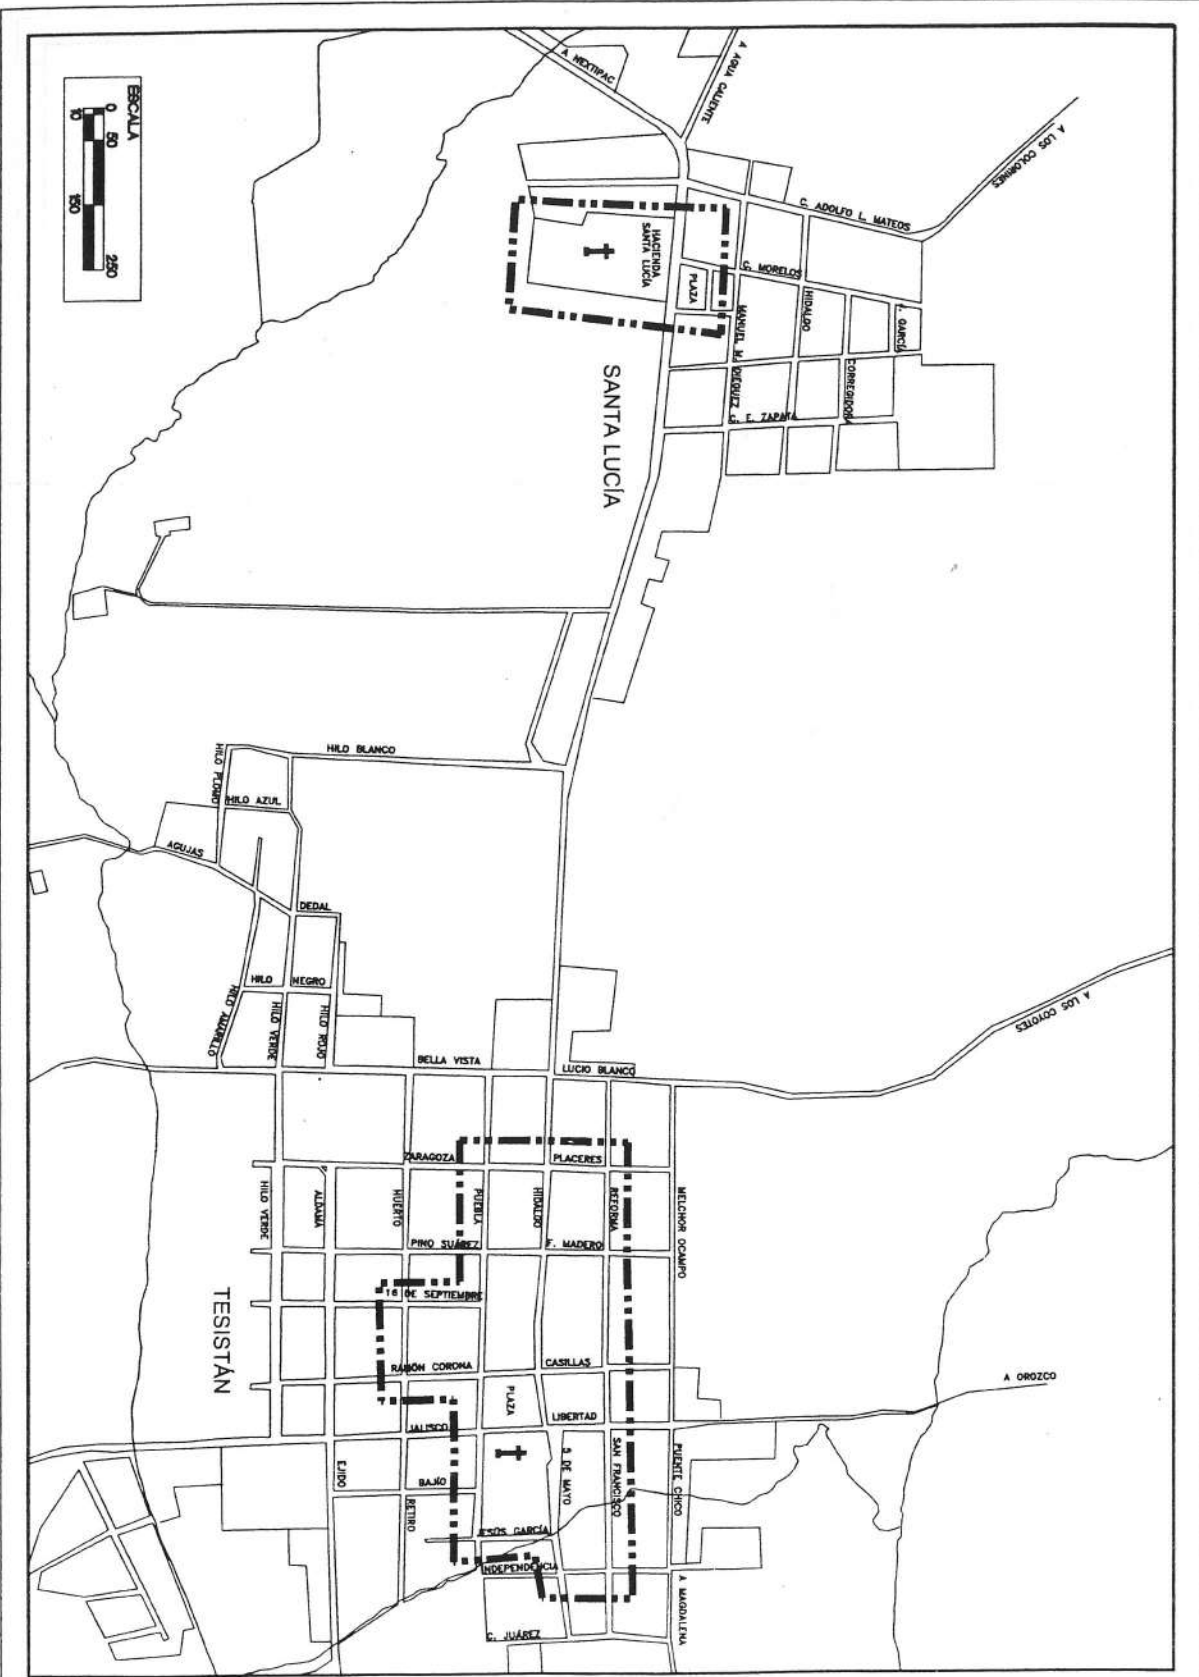 ESCALA
0 50 250
10 150
A NEXTIPAC
A AGUA CALIENTE
A LOS COLORINES
C. ADOLFO L. MATEOS
HACIENDA
SANTA LUCÍA
PLAZA
C. MORELOS
HIDALGO
GARCÍA
MANUEL M. DIEGUEZ
CORREGIDORA
C. E. ZAPATA
SANTA LUCÍA
HILO BLANCO
HILO PLOMO
HILO AZUL
AGUJAS
DEDAL
HILO NEGRO
HILO AMARILLO
HILO VERDE
HILO ROJO
A LOS COYOTES
BELLA VISTA
LUCIO BLANCO
ZARAGOZA
PLACERES
HILO VERDE
ALDAMA
HUERTO
PUEBLA
HIDALGO
REFORMA
MELCHOR OCAMPO
PINO SUÁREZ
F. MADERO
16 DE SEPTIEMBRE
TESISTÁN
RAMÓN CORONA
CASILLAS
PLAZA
A OROZCO
JALISCO
LIBERTAD
EJIDO
BAJÍO
RETIRO
5 DE MAYO
SAN FRANCISCO
PUENTE CHICO
JESÚS GARCÍA
INDEPENDENCIA
A MAGDALENA
C. JUÁREZ